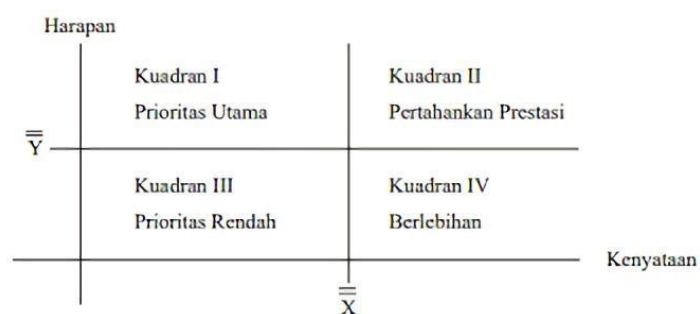 Harapan
Kuadran I
Prioritas Utama
Kuadran II
Pertahankan Prestasi
Y
Kuadran III
Prioritas Rendah
Kuadran IV
Berlebihan
Kenyataan
X